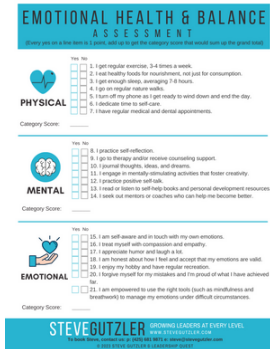 EMOTIONAL HEALTH & BALANCE
ASSESSMENT
(Every yes on a line item is 1 point, add up to get the category score that would sum up the grand total)
Yes No
1. I get regular exercise, 3-4 times a week.
2. I eat healthy foods for nourishment, not just for consumption.
3. I get enough sleep, averaging 7-8 hours.
4. I go on regular nature walks.
5. I turn off my phone as I get ready to wind down and end the day.
6. I dedicate time to self-care.
7. I have regular medical and dental appointments.
PHYSICAL
Category Score:
Yes No
8. I practice self-reflection.
9. I go to therapy and/or receive counseling support.
10. I journal thoughts, ideas, and dreams.
11. I engage in mentally-stimulating activities that foster creativity.
12. I practice positive self-talk.
13. I read or listen to self-help books and personal development resources
14. I seek out mentors or coaches who can help me become better.
MENTAL
Category Score:
Yes No
15. I am self-aware and in touch with my own emotions.
16. I treat myself with compassion and empathy.
17. I appreciate humor and laugh a lot.
18. I am honest about how I feel and accept that my emotions are valid.
19. I enjoy my hobby and have regular recreation.
20. I forgive myself for my mistakes and I'm proud of what I have achieved
far.
21. I am empowered to use the right tools (such as mindfulness and
breathwork) to manage my emotions under difficult circumstances.
EMOTIONAL
Category Score:
STEVEGUTZLER GROWING LEADERS AT EVERY LEVEL
WWW.STEVEGUTZLER.COM
To book Steve, contact us: p:
© 2023 STEVE GUTZLER & LEADERSHIP QUEST